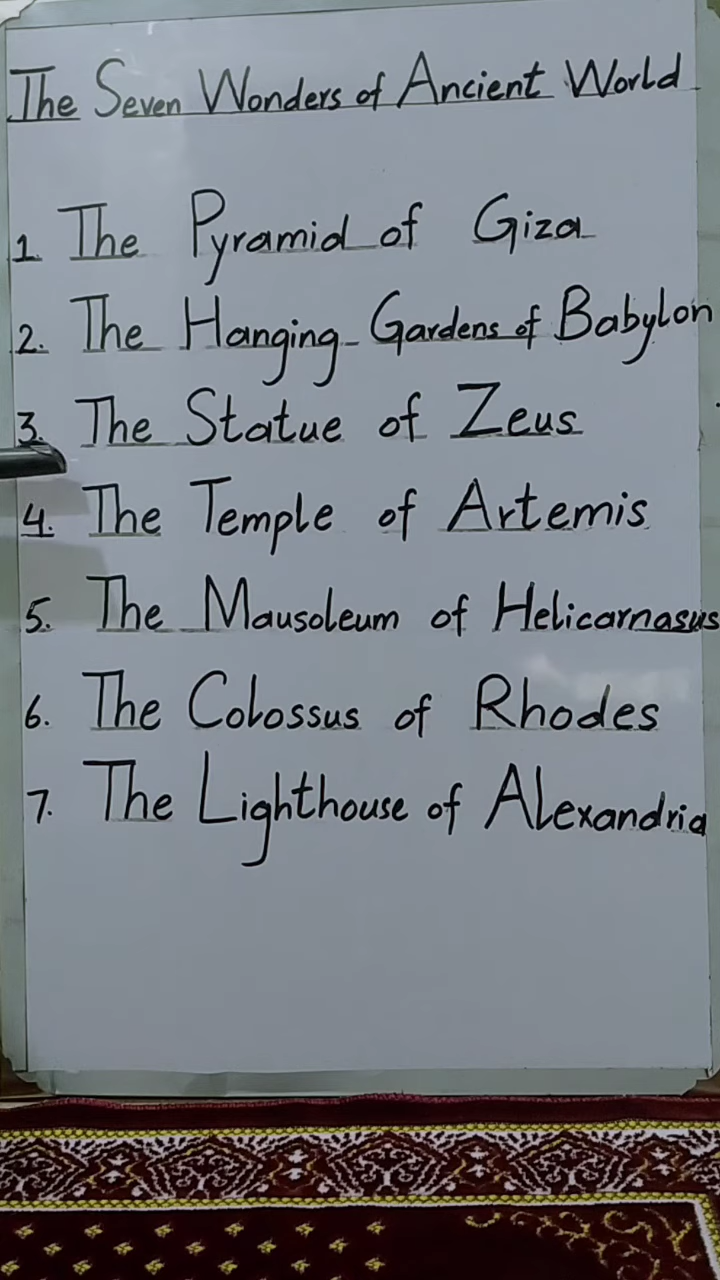 The Seven Wonders of Ancient World
1. The Pyramid of Giza
2. The Hanging Gardens of Babylon
3. The Statue of Zeus
4. The Temple of Artemis
5. The Mausoleum of Helicarnasus
6. The Colossus of Rhodes
7. The Lighthouse of Alexandria